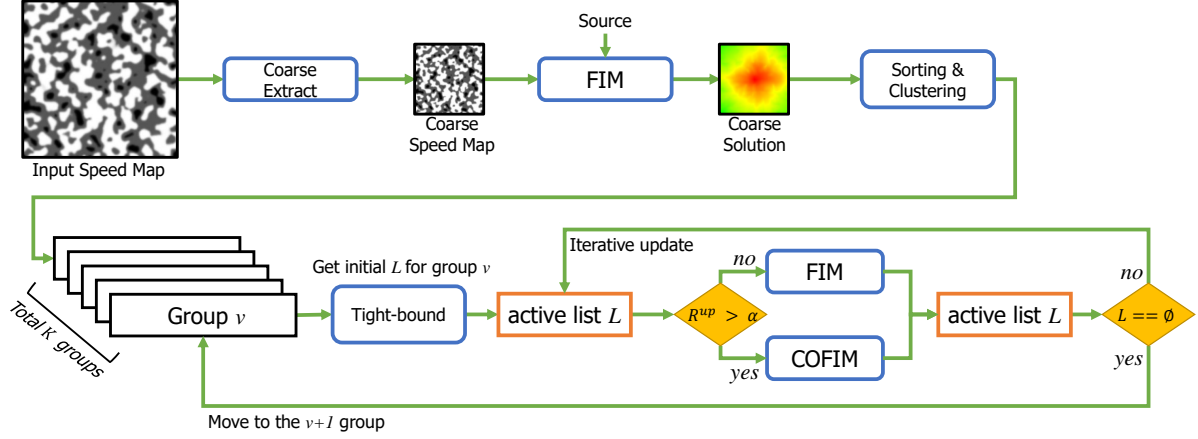 Source
Coarse
Extract
FIM
Sorting &
Clustering
Input Speed Map
Coarse
Speed Map
Coarse
Solution
Iterative update
Get initial L for group v
no
FIM
no
Total K groups
Group v
Tight-bound
active list L
R^up > α
active list L
L == ∅
yes
COFIM
yes
Move to the v+1 group